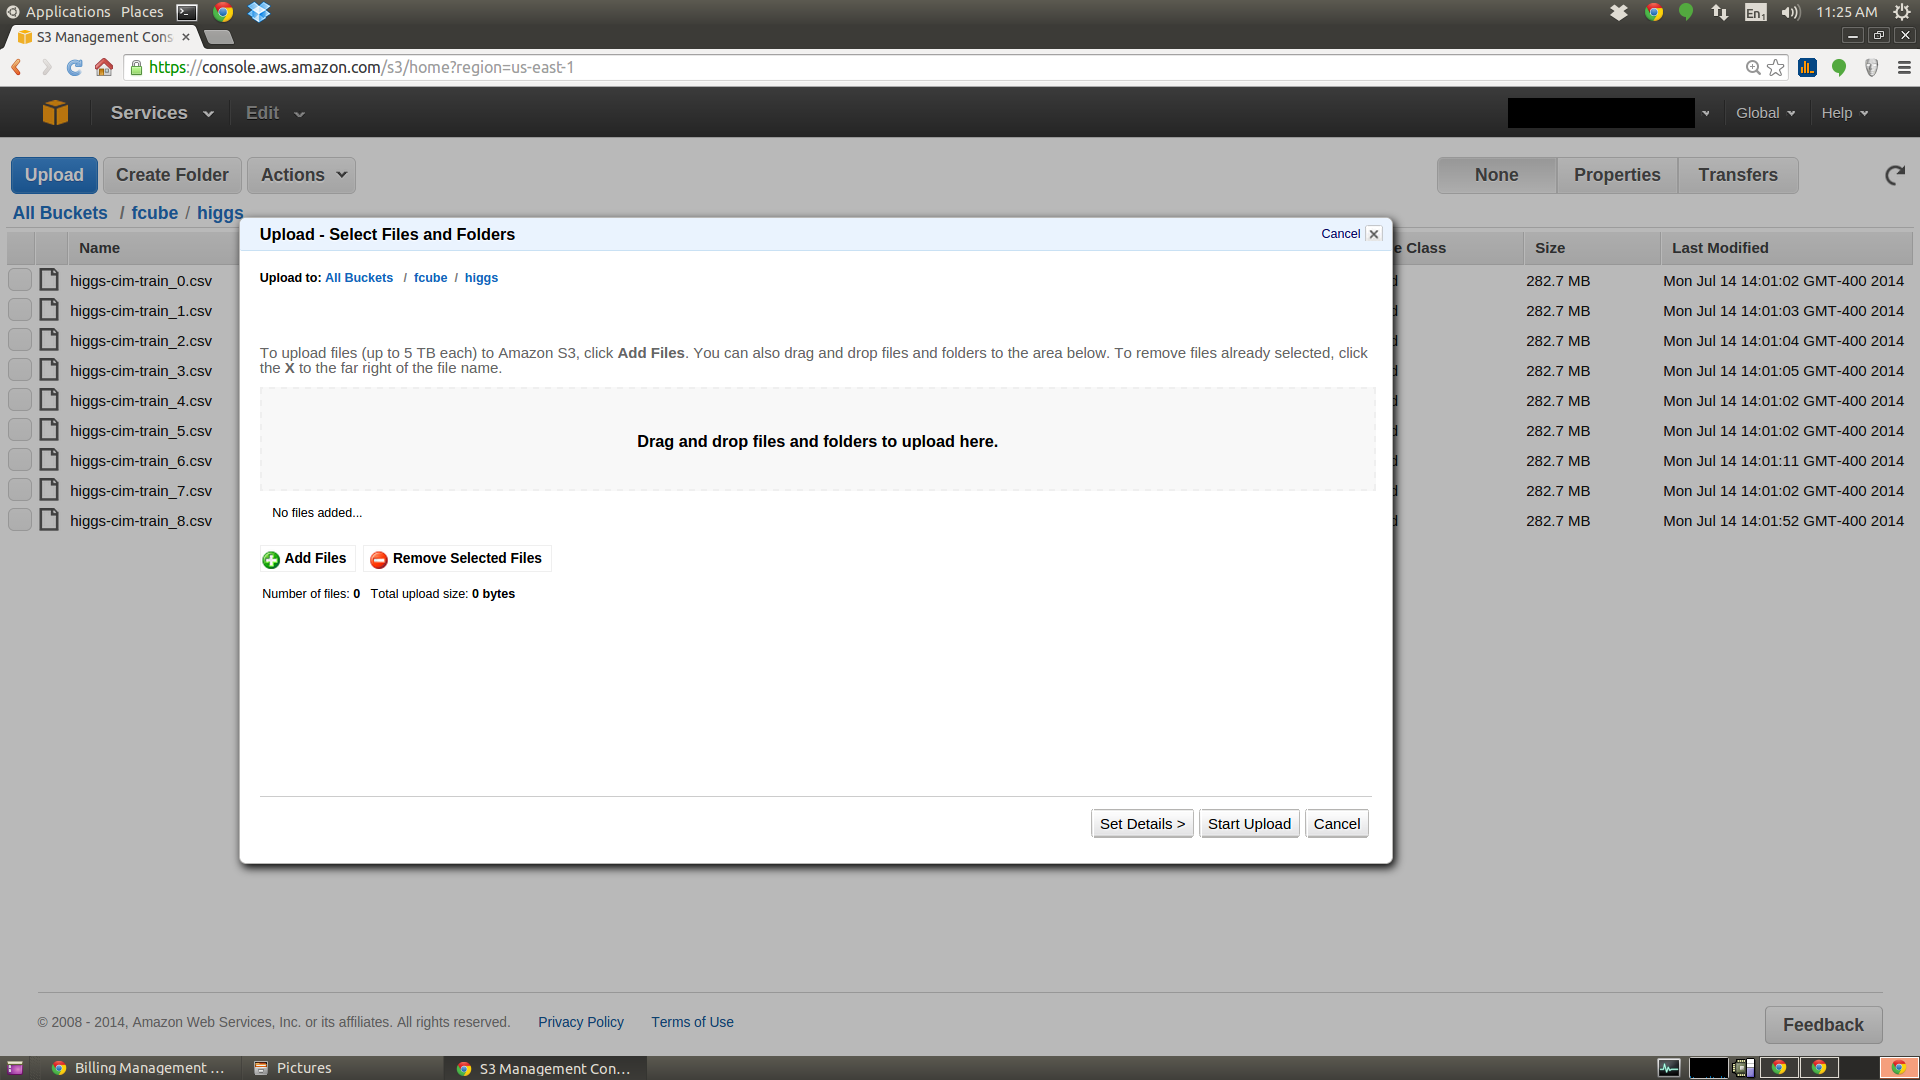 Applications Places En1 11:25 AM
S3 Management Cons
https://console.aws.amazon.com/s3/home?region=us-east-1
Services Edit Global Help
Upload Create Folder Actions None Properties Transfers
All Buckets / fcube / higgs
Name e Class Size Last Modified
higgs-cim-train_0.csv 282.7 MB Mon Jul 14 14:01:02 GMT-400 2014
higgs-cim-train_1.csv 282.7 MB Mon Jul 14 14:01:03 GMT-400 2014
higgs-cim-train_2.csv 282.7 MB Mon Jul 14 14:01:04 GMT-400 2014
higgs-cim-train_3.csv 282.7 MB Mon Jul 14 14:01:05 GMT-400 2014
higgs-cim-train_4.csv 282.7 MB Mon Jul 14 14:01:02 GMT-400 2014
higgs-cim-train_5.csv 282.7 MB Mon Jul 14 14:01:02 GMT-400 2014
higgs-cim-train_6.csv 282.7 MB Mon Jul 14 14:01:11 GMT-400 2014
higgs-cim-train_7.csv 282.7 MB Mon Jul 14 14:01:02 GMT-400 2014
higgs-cim-train_8.csv 282.7 MB Mon Jul 14 14:01:52 GMT-400 2014
Upload - Select Files and Folders Cancel
Upload to: All Buckets / fcube / higgs
To upload files (up to 5 TB each) to Amazon S3, click Add Files. You can also drag and drop files and folders to the area below. To remove files already selected, click
the X to the far right of the file name.
Drag and drop files and folders to upload here.
No files added...
Add Files Remove Selected Files
Number of files: 0 Total upload size: 0 bytes
Set Details > Start Upload Cancel
© 2008 - 2014, Amazon Web Services, Inc. or its affiliates. All rights reserved. Privacy Policy Terms of Use
Feedback
Billing Management ... Pictures S3 Management Con...